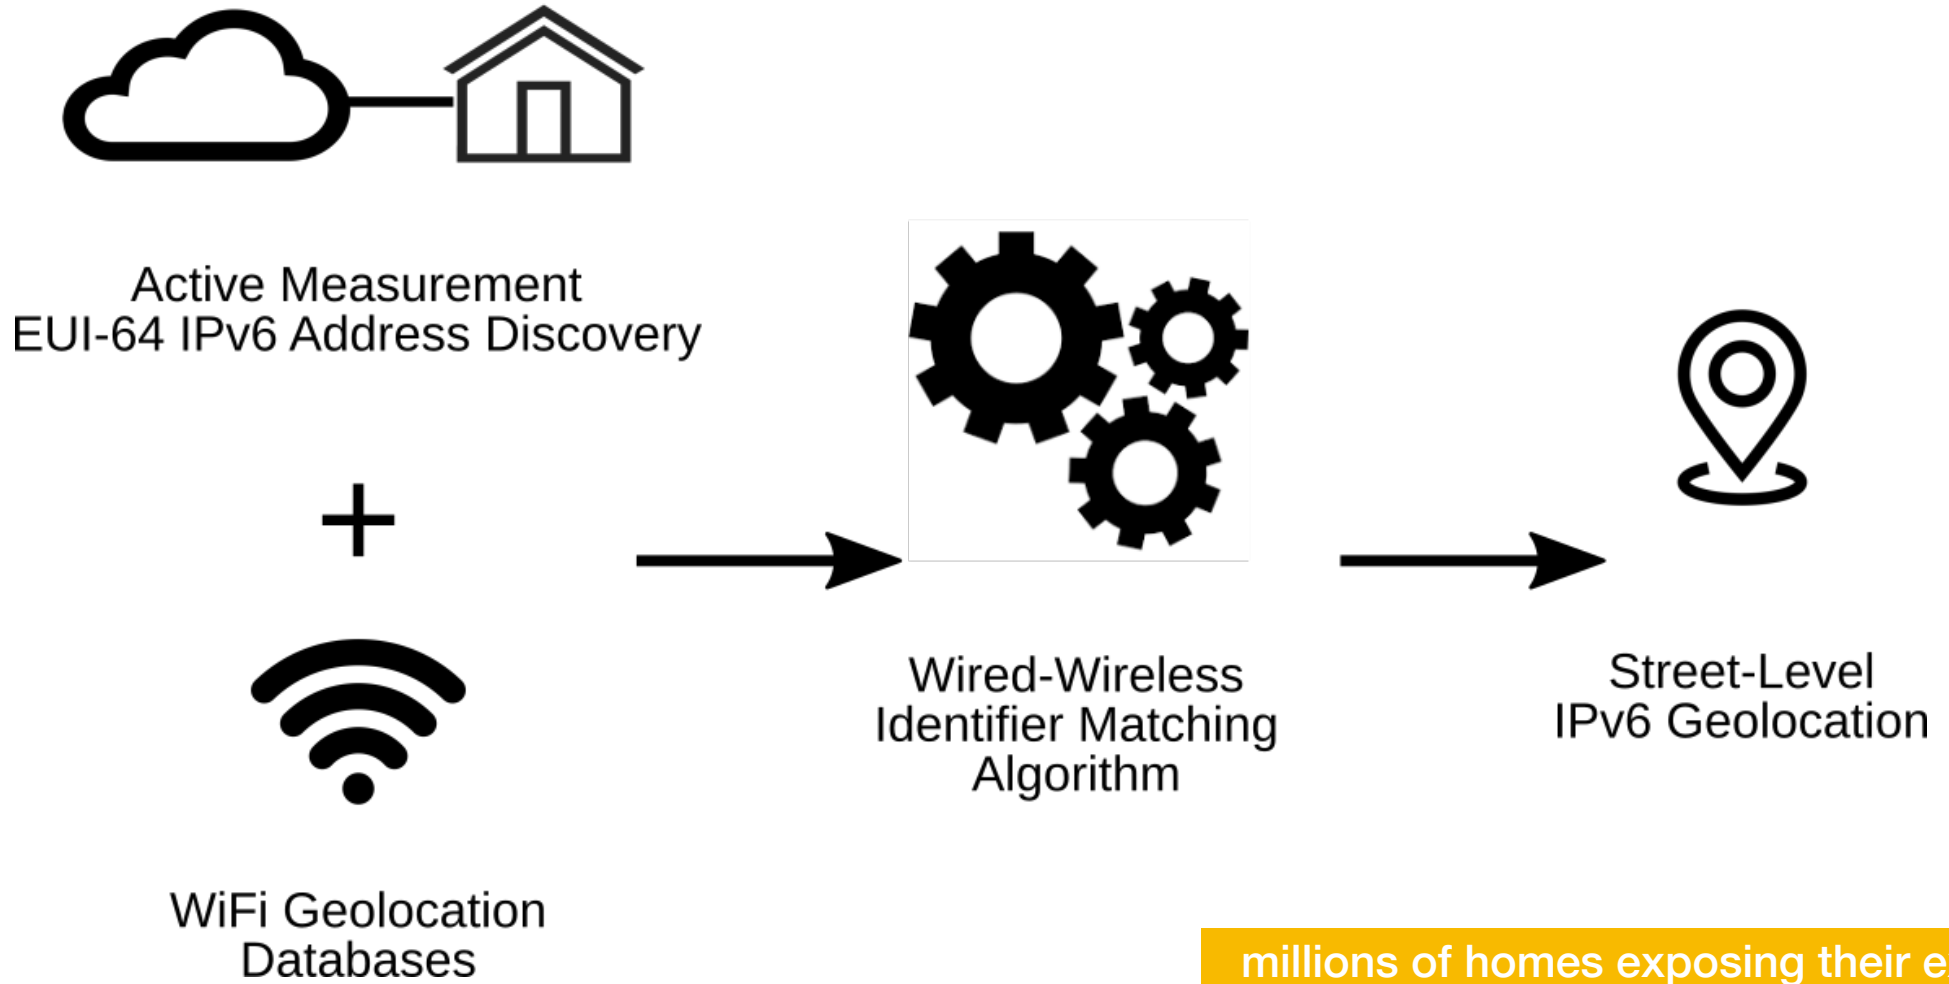 Active Measurement
EUI-64 IPv6 Address Discovery
+
WiFi Geolocation
Databases
Wired-Wireless
Identifier Matching
Algorithm
Street-Level
IPv6 Geolocation
millions of homes exposing their